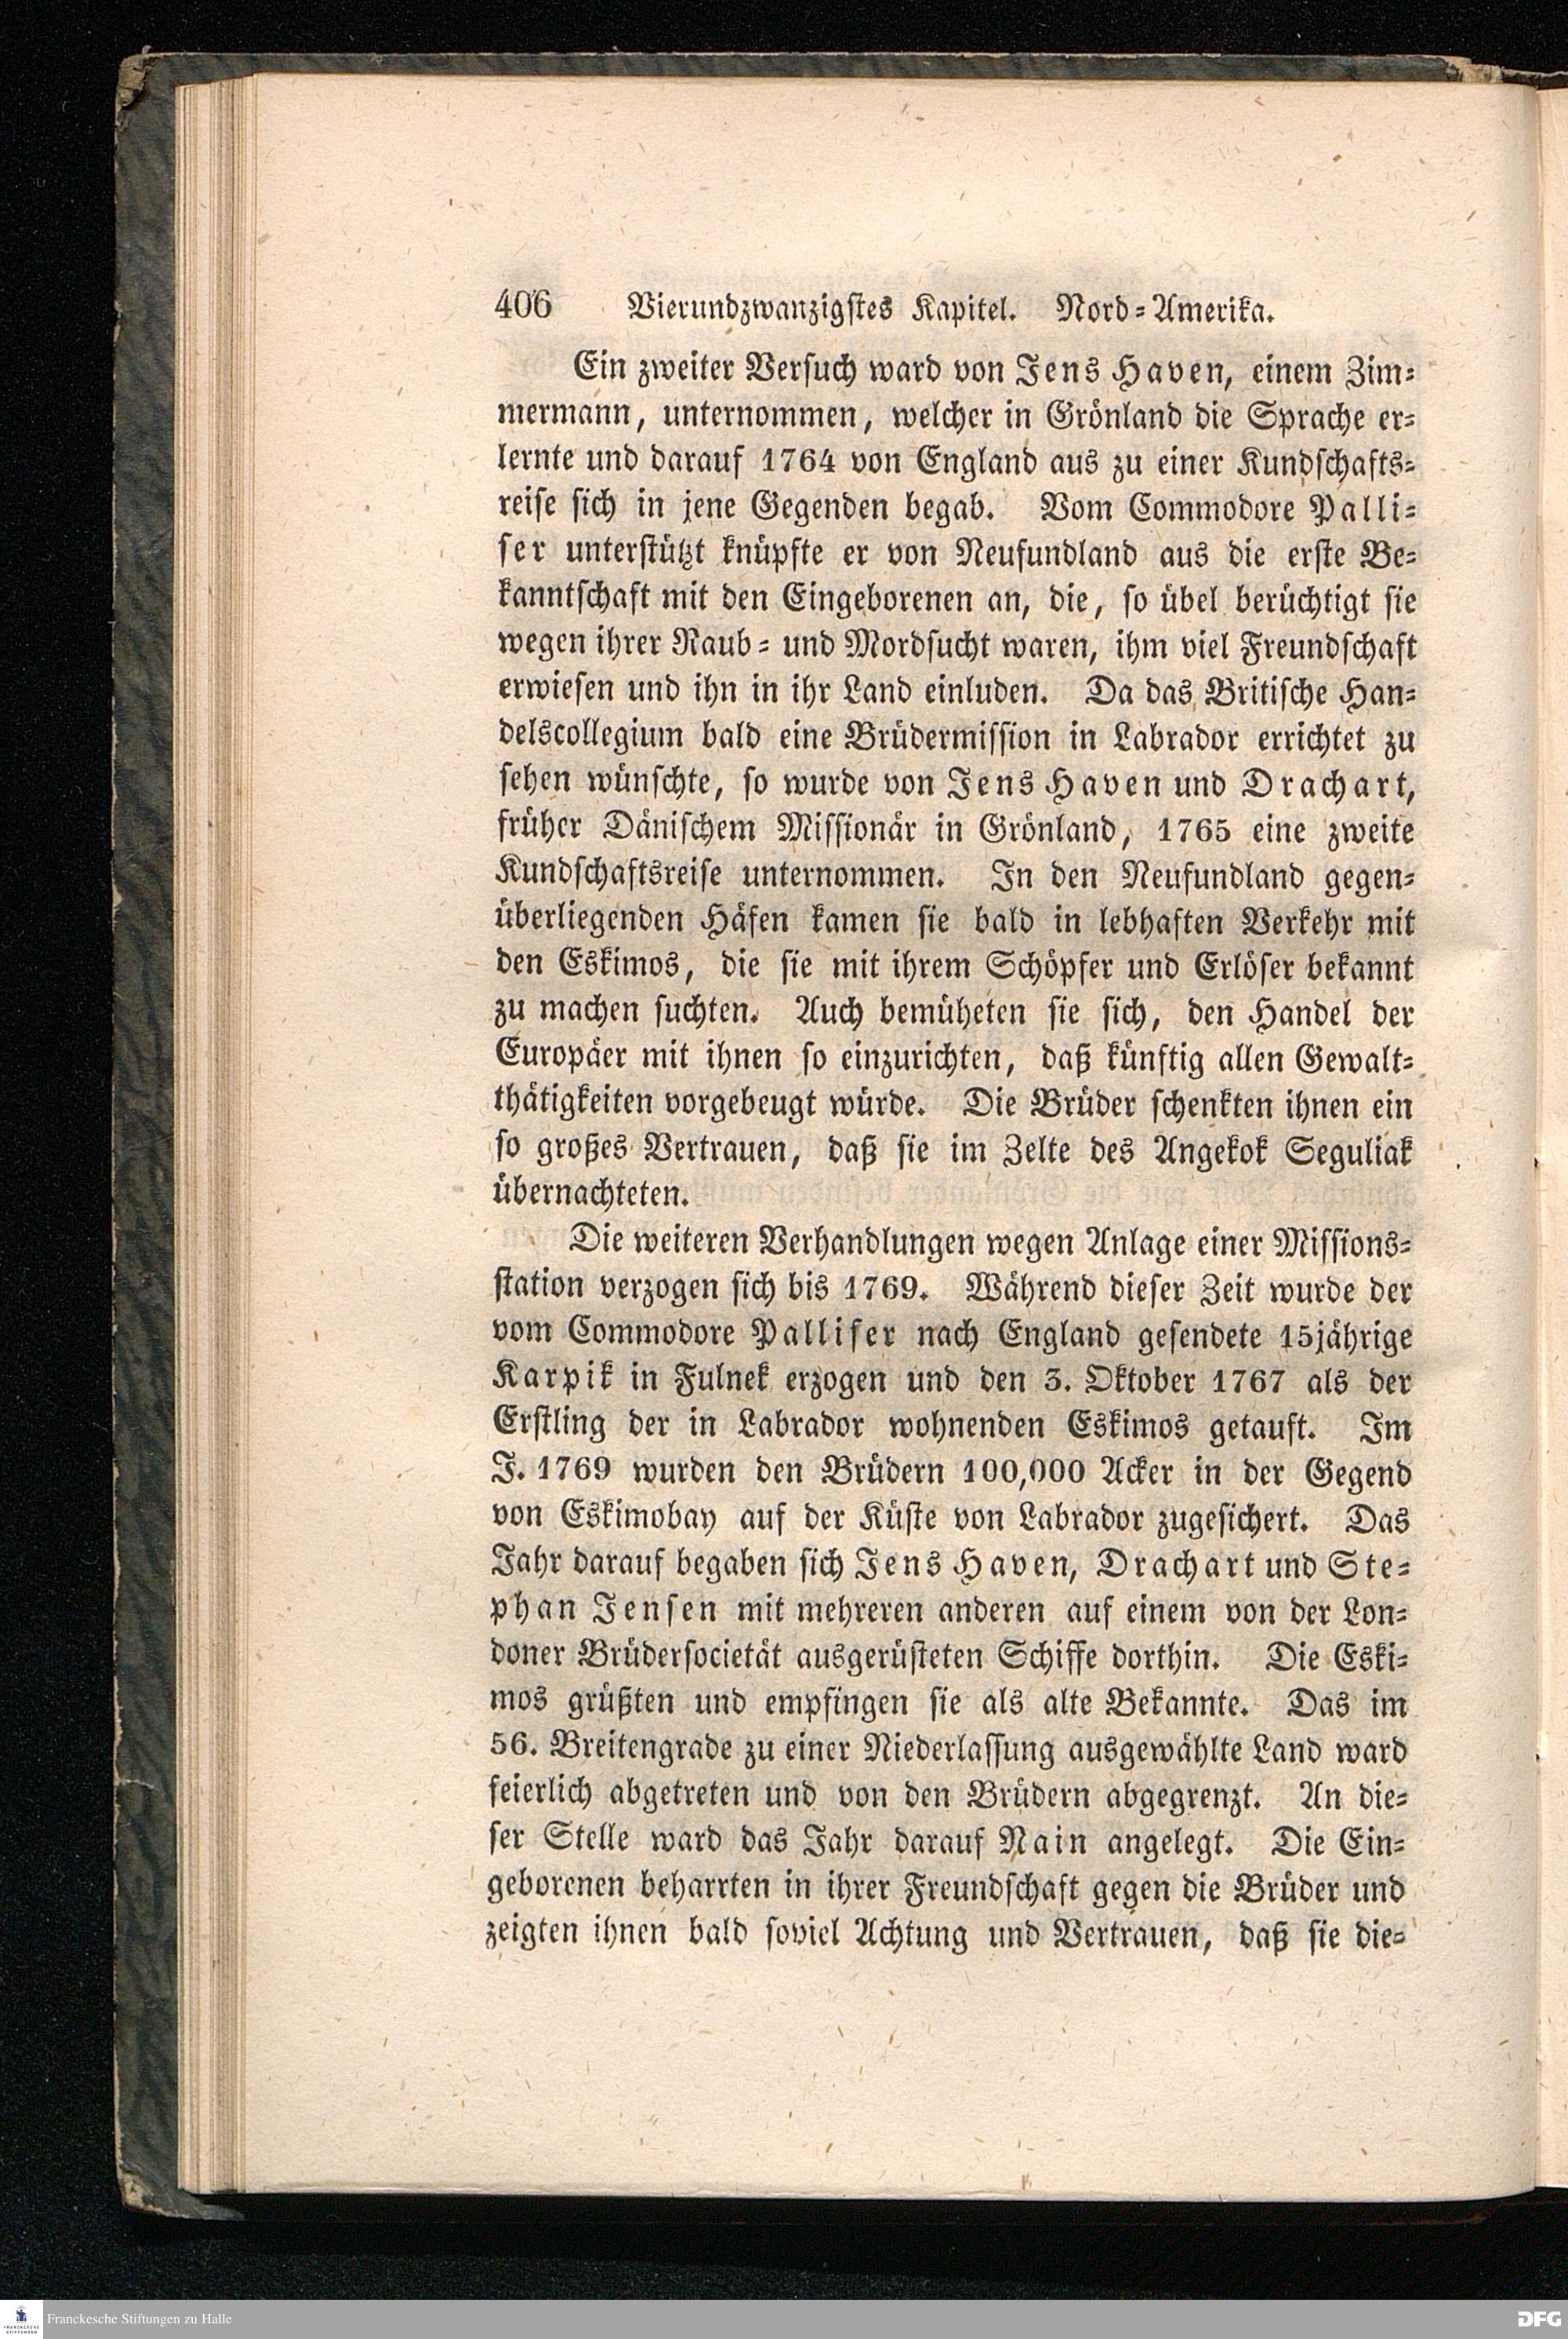 406 Vierundzwanzigstes Kapitel. Nord-Amerika.
Ein zweiter Versuch ward von Jens Haven, einem Zim-
mermann, unternommen, welcher in Grönland die Sprache er-
lernte und darauf 1764 von England aus zu einer Kundschafts-
reise sich in jene Gegenden begab. Vom Commodore Palli-
ser unterstützt knüpfte er von Neufundland aus die erste Be-
kanntschaft mit den Eingeborenen an, die, so übel berüchtigt sie
wegen ihrer Raub- und Mordsucht waren, ihm viel Freundschaft
erwiesen und ihn in ihr Land einluden. Da das Britische Han-
delscollegium bald eine Brüdermission in Labrador errichtet zu
sehen wünschte, so wurde von Jens Haven und Drachart,
früher Dänischem Missionär in Grönland, 1765 eine zweite
Kundschaftsreise unternommen. In den Neufundland gegen-
überliegenden Häfen kamen sie bald in lebhaften Verkehr mit
den Eskimos, die sie mit ihrem Schöpfer und Erlöser bekannt
zu machen suchten. Auch bemüheten sie sich, den Handel der
Europäer mit ihnen so einzurichten, daß künftig allen Gewalt-
thätigkeiten vorgebeugt würde. Die Brüder schenkten ihnen ein
so großes Vertrauen, daß sie im Zelte des Angekok Seguliak
übernachteten.
Die weiteren Verhandlungen wegen Anlage einer Missions-
station verzogen sich bis 1769. Während dieser Zeit wurde der
vom Commodore Palliser nach England gesendete 15jährige
Karpik in Fulnek erzogen und den 3. Oktober 1767 als der
Erstling der in Labrador wohnenden Eskimos getauft. Im
J. 1769 wurden den Brüdern 100,000 Acker in der Gegend
von Eskimobay auf der Küste von Labrador zugesichert. Das
Jahr darauf begaben sich Jens Haven, Drachart und Ste-
phan Jensen mit mehreren anderen auf einem von der Lon-
doner Brüdersocietät ausgerüsteten Schiffe dorthin. Die Eski-
mos grüßten und empfingen sie als alte Bekannte. Das im
56. Breitengrade zu einer Niederlassung ausgewählte Land ward
feierlich abgetreten und von den Brüdern abgegrenzt. An die-
ser Stelle ward das Jahr darauf Nain angelegt. Die Ein-
geborenen beharrten in ihrer Freundschaft gegen die Brüder und
zeigten ihnen bald soviel Achtung und Vertrauen, daß sie die-
FRANCKESCHE
STIFTUNGEN
Franckesche Stiftungen zu Halle
DFG